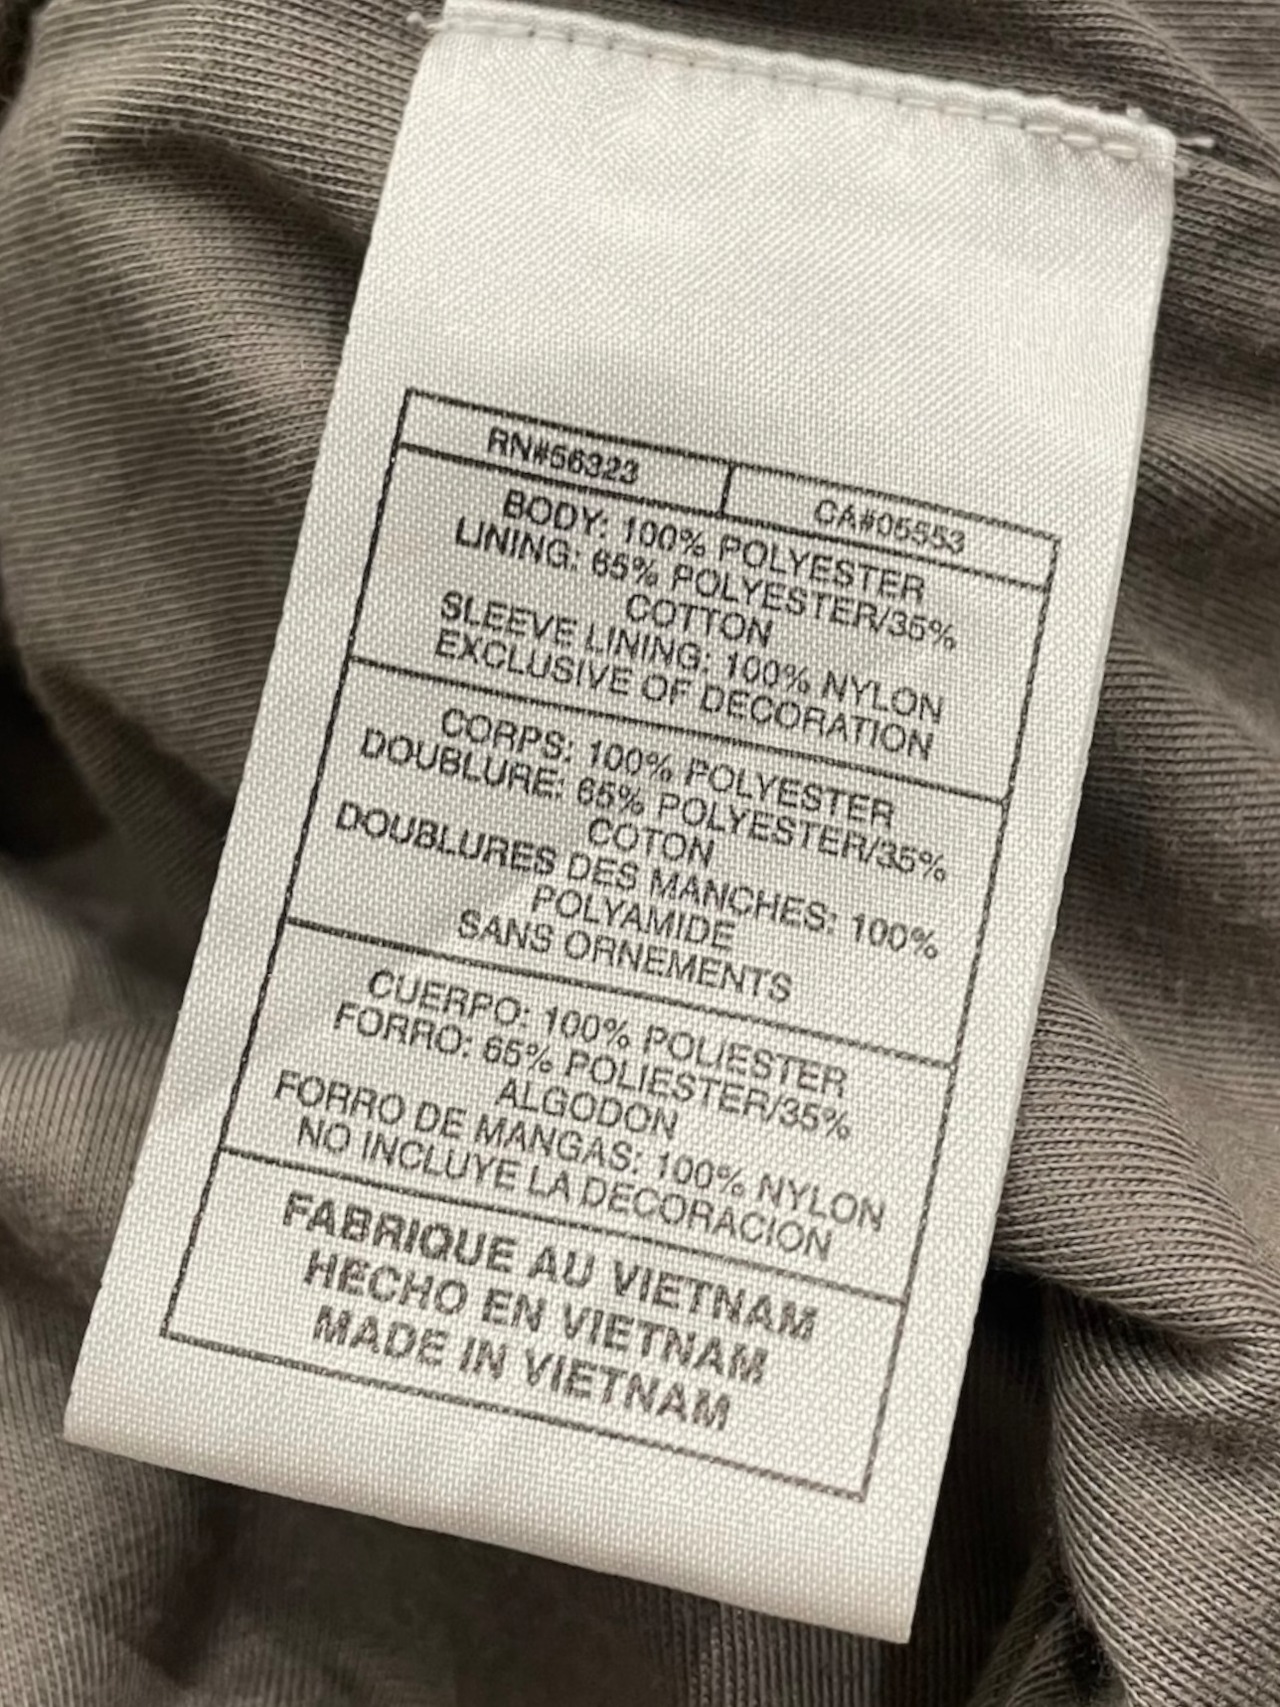 RN#56323
CA#05553
BODY: 100% POLYESTER
LINING: 65% POLYESTER/35%
COTTON
SLEEVE LINING: 100% NYLON
EXCLUSIVE OF DECORATION
CORPS: 100% POLYESTER
DOUBLURE: 65% POLYESTER/35%
COTON
DOUBLURES DES MANCHES: 100%
POLYAMIDE
SANS ORNEMENTS
CUERPO: 100% POLIESTER
FORRO: 65% POLIESTER/35%
ALGODON
FORRO DE MANGAS: 100% NYLON
NO INCLUYE LA DECORACION
FABRIQUE AU VIETNAM
HECHO EN VIETNAM
MADE IN VIETNAM